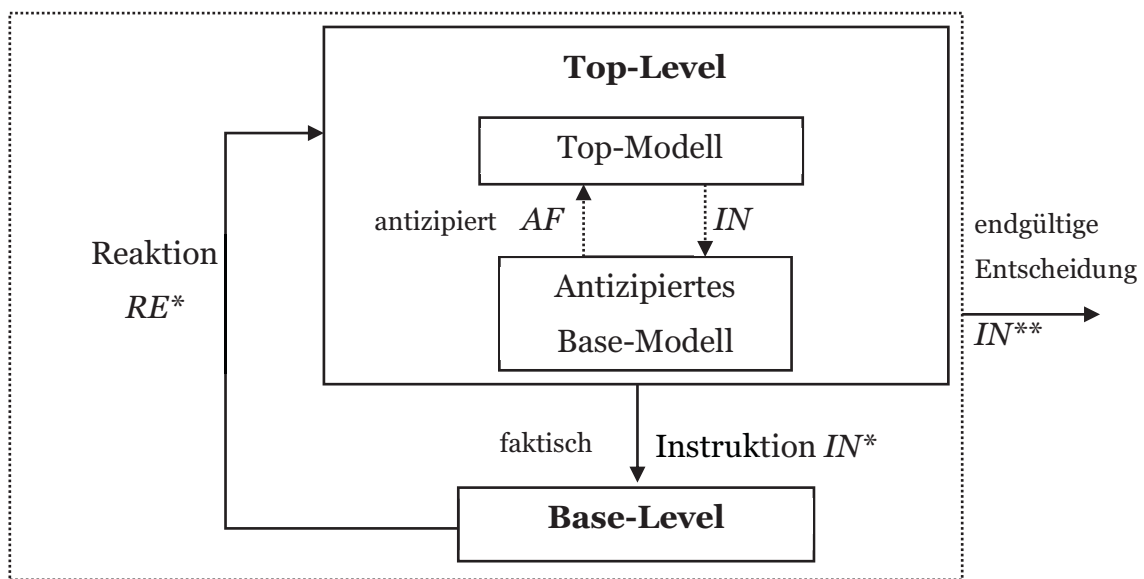 Top-Level
Top-Modell
antizipiert AF IN
Reaktion
RE*
endgültige
Entscheidung
IN**
Antizipiertes
Base-Modell
faktisch Instruktion IN*
Base-Level